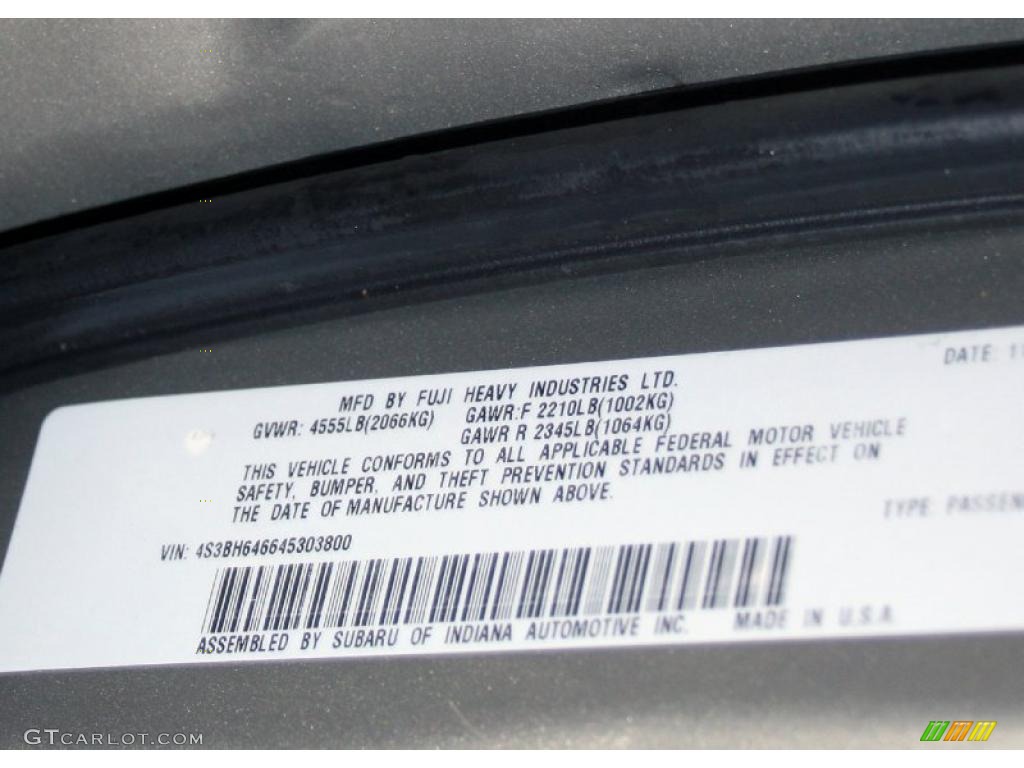 DATE: 11
MFD BY FUJI HEAVY INDUSTRIES LTD.
GVWR: 4555LB(2066KG) GAWR:F 2210LB(1002KG)
GAWR R 2345LB(1064KG)
THIS VEHICLE CONFORMS TO ALL APPLICABLE FEDERAL MOTOR VEHICLE
SAFETY, BUMPER, AND THEFT PREVENTION STANDARDS IN EFFECT ON
THE DATE OF MANUFACTURE SHOWN ABOVE.
TYPE: PASSEN
VIN: 4S3BH646645303800
ASSEMBLED BY SUBARU OF INDIANA AUTOMOTIVE INC. MADE IN U.S.A.
GTCARLOT.COM